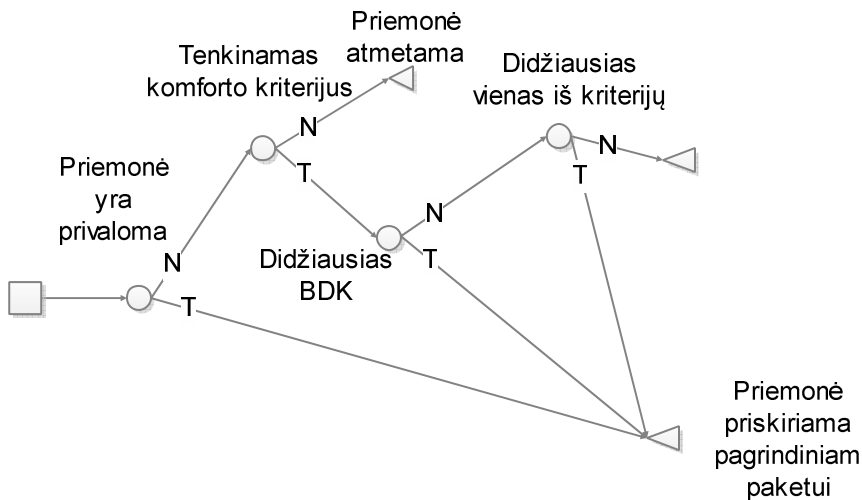 Priemonė
atmetama
Tenkinamas
komforto kriterijus
Didžiausias
vienas iš kriterijų
N
N
T
T
Priemonė
yra
privaloma
N
Didžiausias
BDK
N
T
T
Priemonė
priskiriama
pagrindiniam
paketui